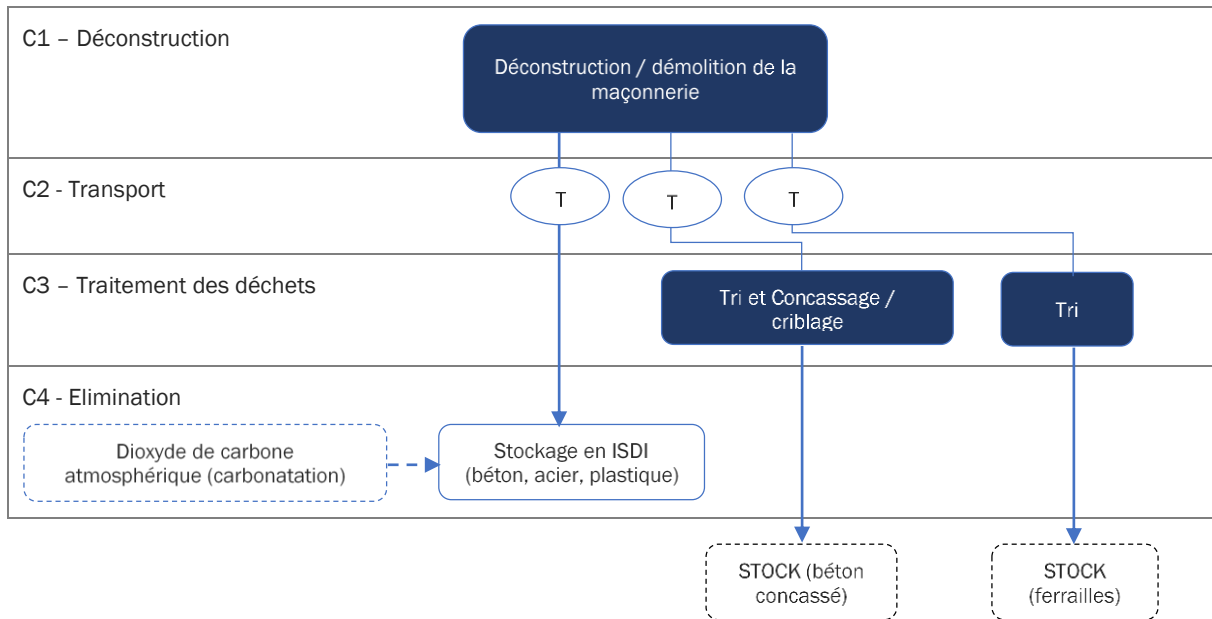 C1 – Déconstruction
Déconstruction / démolition de la
maçonnerie
C2 - Transport
T
T
T
C3 – Traitement des déchets
Tri et Concassage /
criblage
Tri
C4 - Elimination
Dioxyde de carbone
atmosphérique (carbonatation)
Stockage en ISDI
(béton, acier, plastique)
STOCK (béton
concassé)
STOCK
(ferrailles)